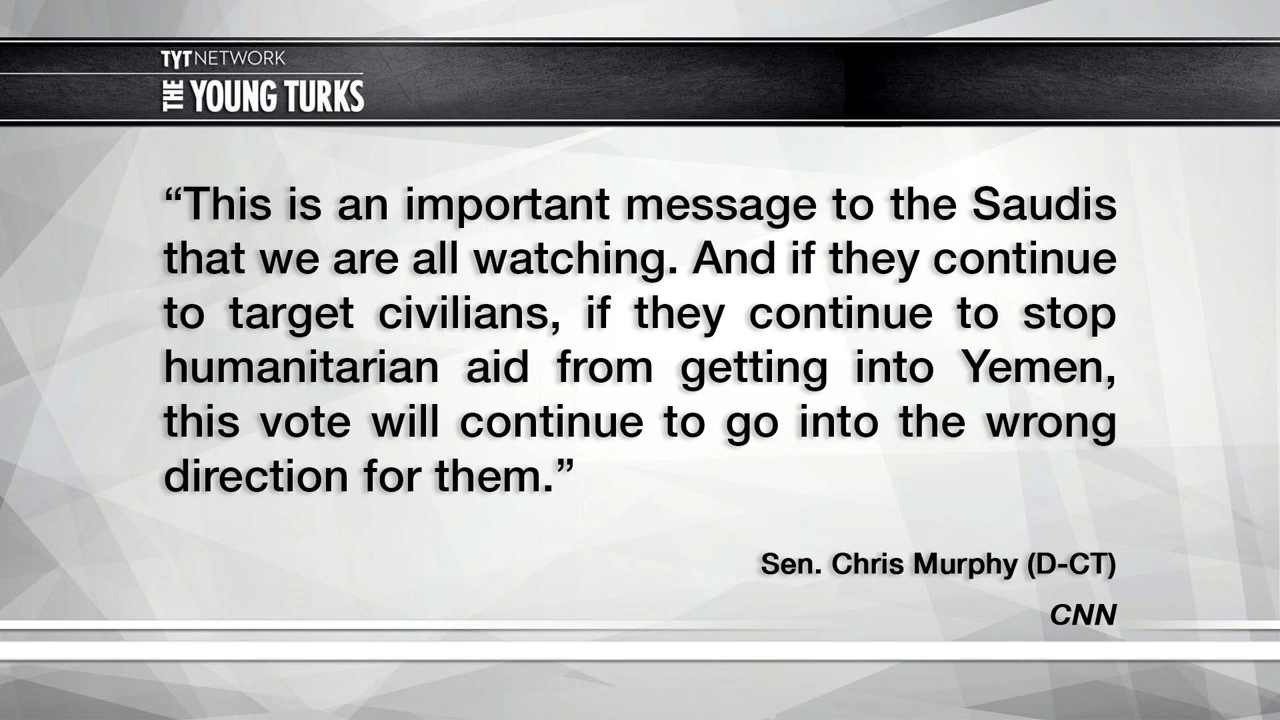 TYT NETWORK
THE YOUNG TURKS
“This is an important message to the Saudis
that we are all watching. And if they continue
to target civilians, if they continue to stop
humanitarian aid from getting into Yemen,
this vote will continue to go into the wrong
direction for them.”
Sen. Chris Murphy (D-CT)
CNN